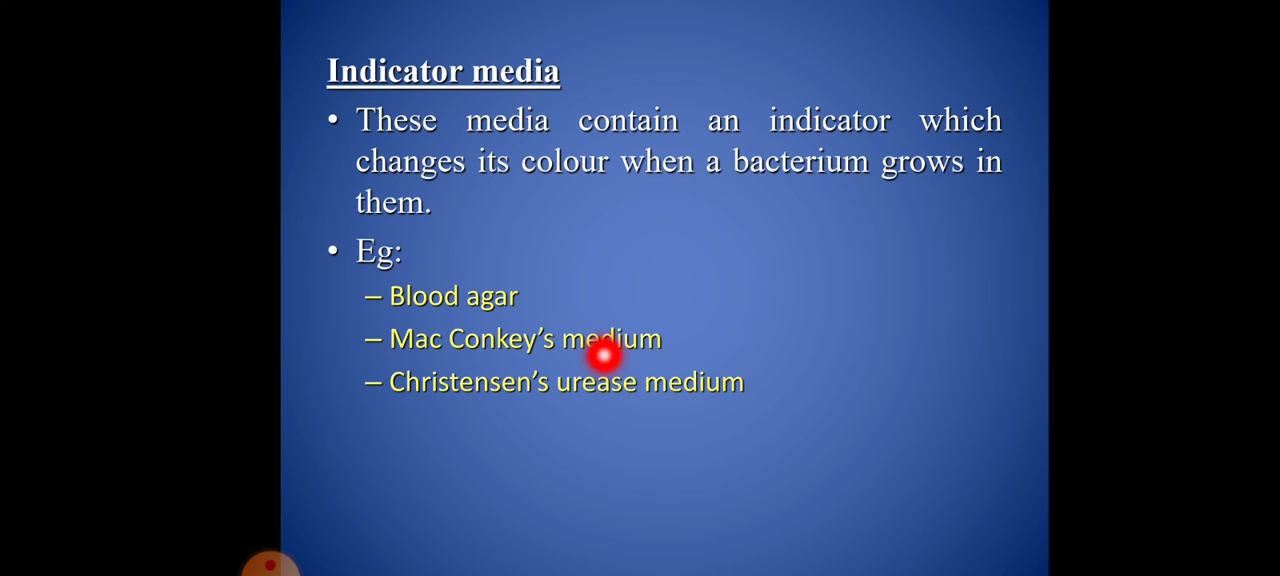 Indicator media
• These media contain an indicator which
changes its colour when a bacterium grows in
them.
• Eg:
– Blood agar
– Mac Conkey’s medium
– Christensen’s urease medium